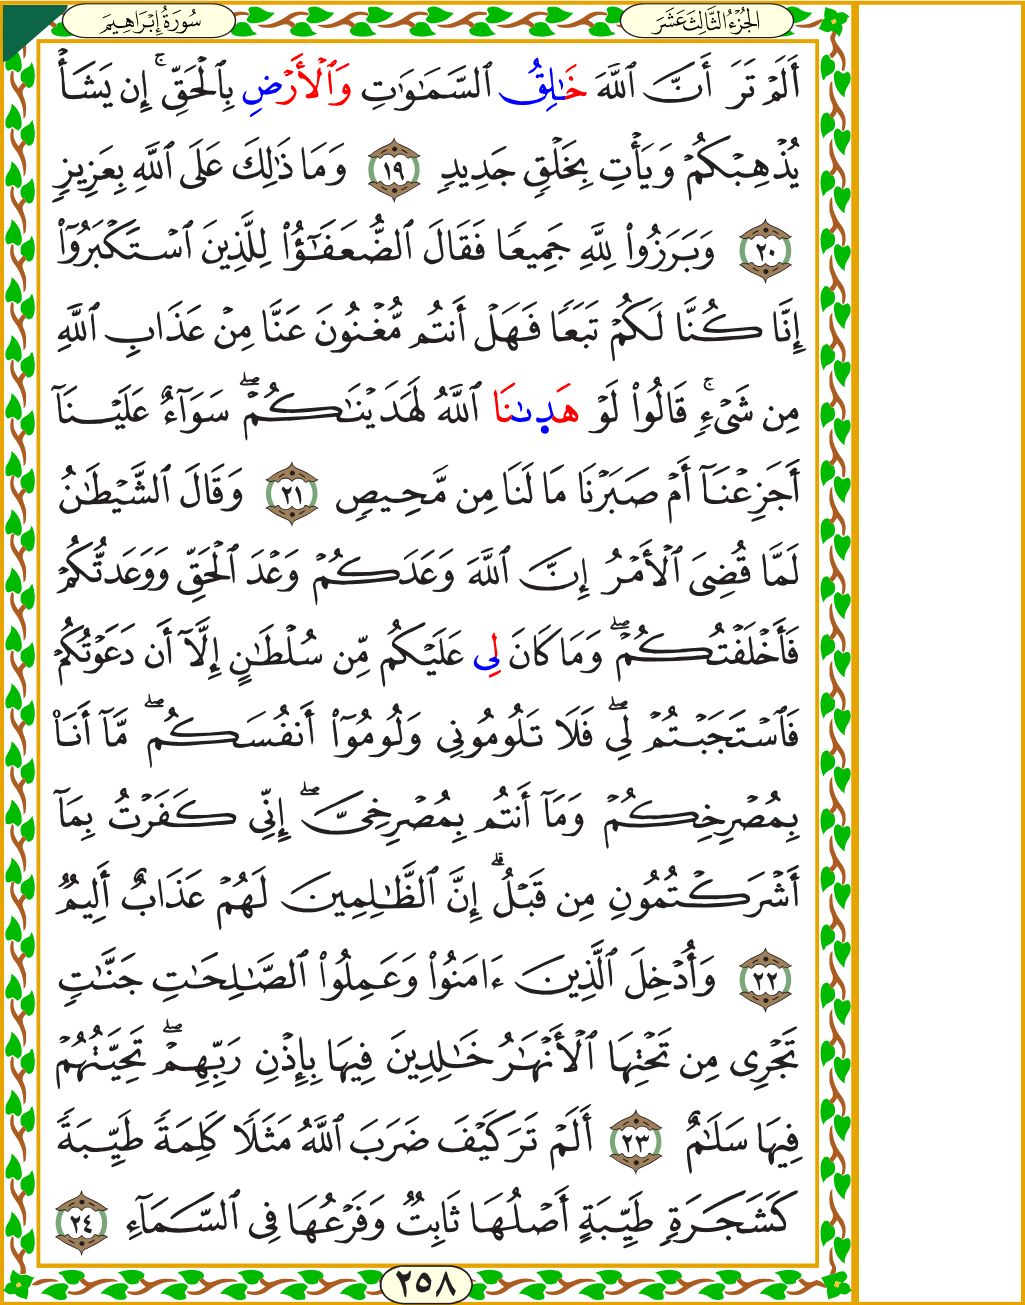 الجُزْءُ الثَّالِثَ عَشَرَ
سُورَةُ إِبْرَاهِيمَ
أَلَمْ تَرَ أَنَّ ٱللَّهَ خَٰلِقُ ٱلسَّمَٰوَٰتِ وَٱلْأَرْضِ بِٱلْحَقِّ ۚ إِن يَشَأْ
يُذْهِبْكُمْ وَيَأْتِ بِخَلْقٍ جَدِيدٍ ١٩ وَمَا ذَٰلِكَ عَلَى ٱللَّهِ بِعَزِيزٍ
٢٠ وَبَرَزُوا۟ لِلَّهِ جَمِيعًا فَقَالَ ٱلضُّعَفَٰٓؤُا۟ لِلَّذِينَ ٱسْتَكْبَرُوٓا۟
إِنَّا كُنَّا لَكُمْ تَبَعًا فَهَلْ أَنتُم مُّغْنُونَ عَنَّا مِنْ عَذَابِ ٱللَّهِ
مِن شَىْءٍ ۚ قَالُوا۟ لَوْ هَدٜىٰنَا ٱللَّهُ لَهَدَيْنَٰكُمْ ۖ سَوَآءٌ عَلَيْنَآ
أَجَزِعْنَآ أَمْ صَبَرْنَا مَا لَنَا مِن مَّحِيصٍ ٢١ وَقَالَ ٱلشَّيْطَٰنُ
لَمَّا قُضِىَ ٱلْأَمْرُ إِنَّ ٱللَّهَ وَعَدَكُمْ وَعْدَ ٱلْحَقِّ وَوَعَدتُّكُمْ
فَأَخْلَفْتُكُمْ ۖ وَمَا كَانَ لِى عَلَيْكُم مِّن سُلْطَٰنٍ إِلَّآ أَن دَعَوْتُكُمْ
فَٱسْتَجَبْتُمْ لِى ۖ فَلَا تَلُومُونِى وَلُومُوٓا۟ أَنفُسَكُم ۖ مَّآ أَنَا۠
بِمُصْرِخِكُمْ وَمَآ أَنتُم بِمُصْرِخِىَّ ۖ إِنِّى كَفَرْتُ بِمَآ
أَشْرَكْتُمُونِ مِن قَبْلُ ۗ إِنَّ ٱلظَّٰلِمِينَ لَهُمْ عَذَابٌ أَلِيمٌ
٢٢ وَأُدْخِلَ ٱلَّذِينَ ءَامَنُوا۟ وَعَمِلُوا۟ ٱلصَّٰلِحَٰتِ جَنَّٰتٍ
تَجْرِى مِن تَحْتِهَا ٱلْأَنْهَٰرُ خَٰلِدِينَ فِيهَا بِإِذْنِ رَبِّهِمْ ۖ تَحِيَّتُهُمْ
فِيهَا سَلَٰمٌ ٢٣ أَلَمْ تَرَ كَيْفَ ضَرَبَ ٱللَّهُ مَثَلًا كَلِمَةً طَيِّبَةً
كَشَجَرَةٍ طَيِّبَةٍ أَصْلُهَا ثَابِتٌ وَفَرْعُهَا فِى ٱلسَّمَآءِ ٢٤
٢٥٨